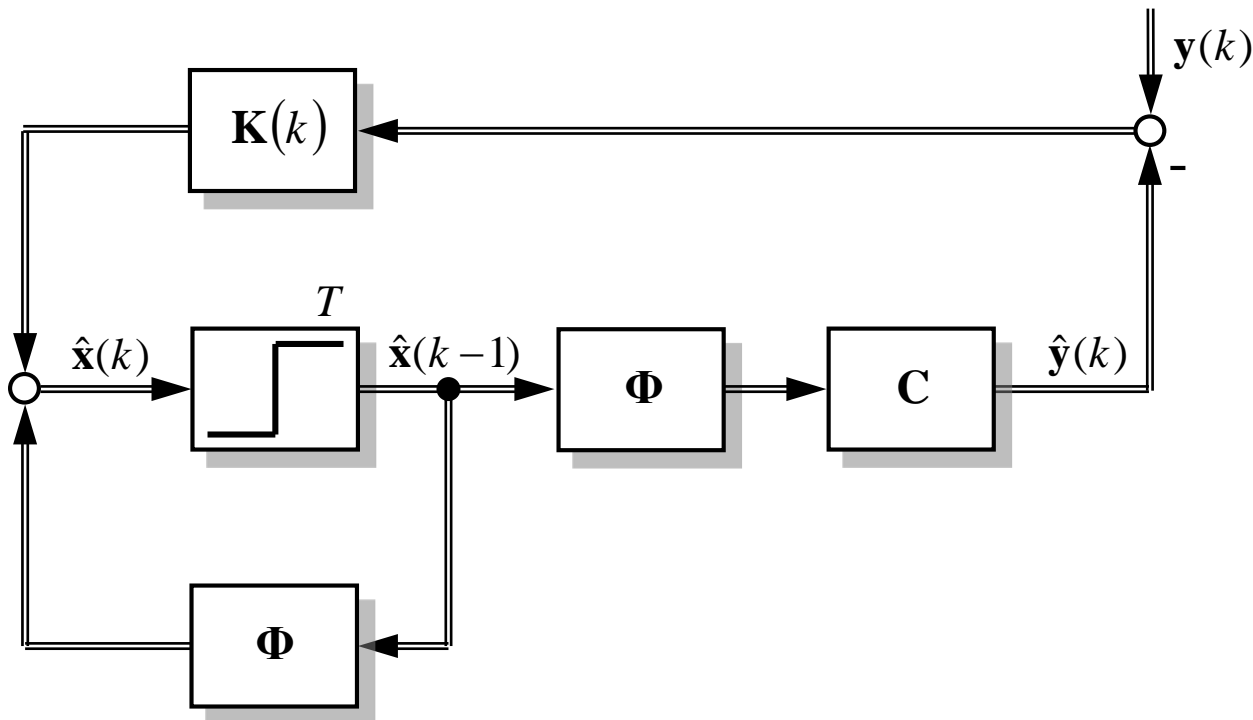 y(k)
K(k)
-
T
x̂(k)
x̂(k−1)
Φ
C
ŷ(k)
Φ